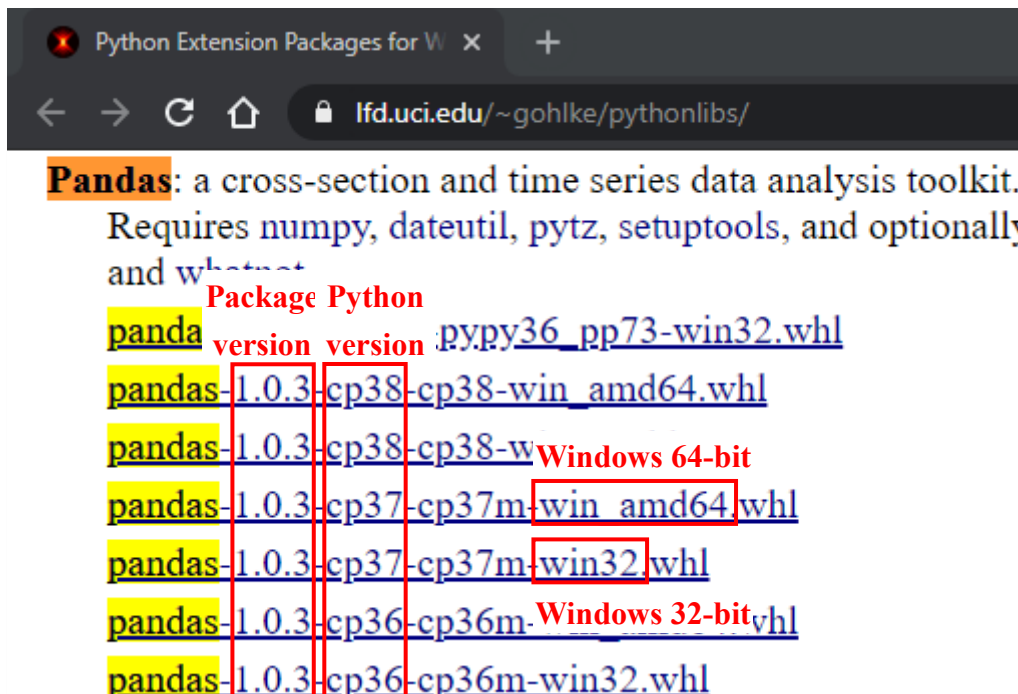 Python Extension Packages for W
lfd.uci.edu/~gohlke/pythonlibs/
Pandas: a cross-section and time series data analysis toolkit.
Requires numpy, dateutil, pytz, setuptools, and optionally
and whatnot
Package Python
version version
panda -pypy36_pp73-win32.whl
pandas-1.0.3-cp38-cp38-win_amd64.whl
pandas-1.0.3-cp38-cp38-w
Windows 64-bit
pandas-1.0.3-cp37-cp37m-win_amd64.whl
pandas-1.0.3-cp37-cp37m-win32.whl
Windows 32-bit
pandas-1.0.3-cp36-cp36m- whl
pandas-1.0.3-cp36-cp36m-win32.whl